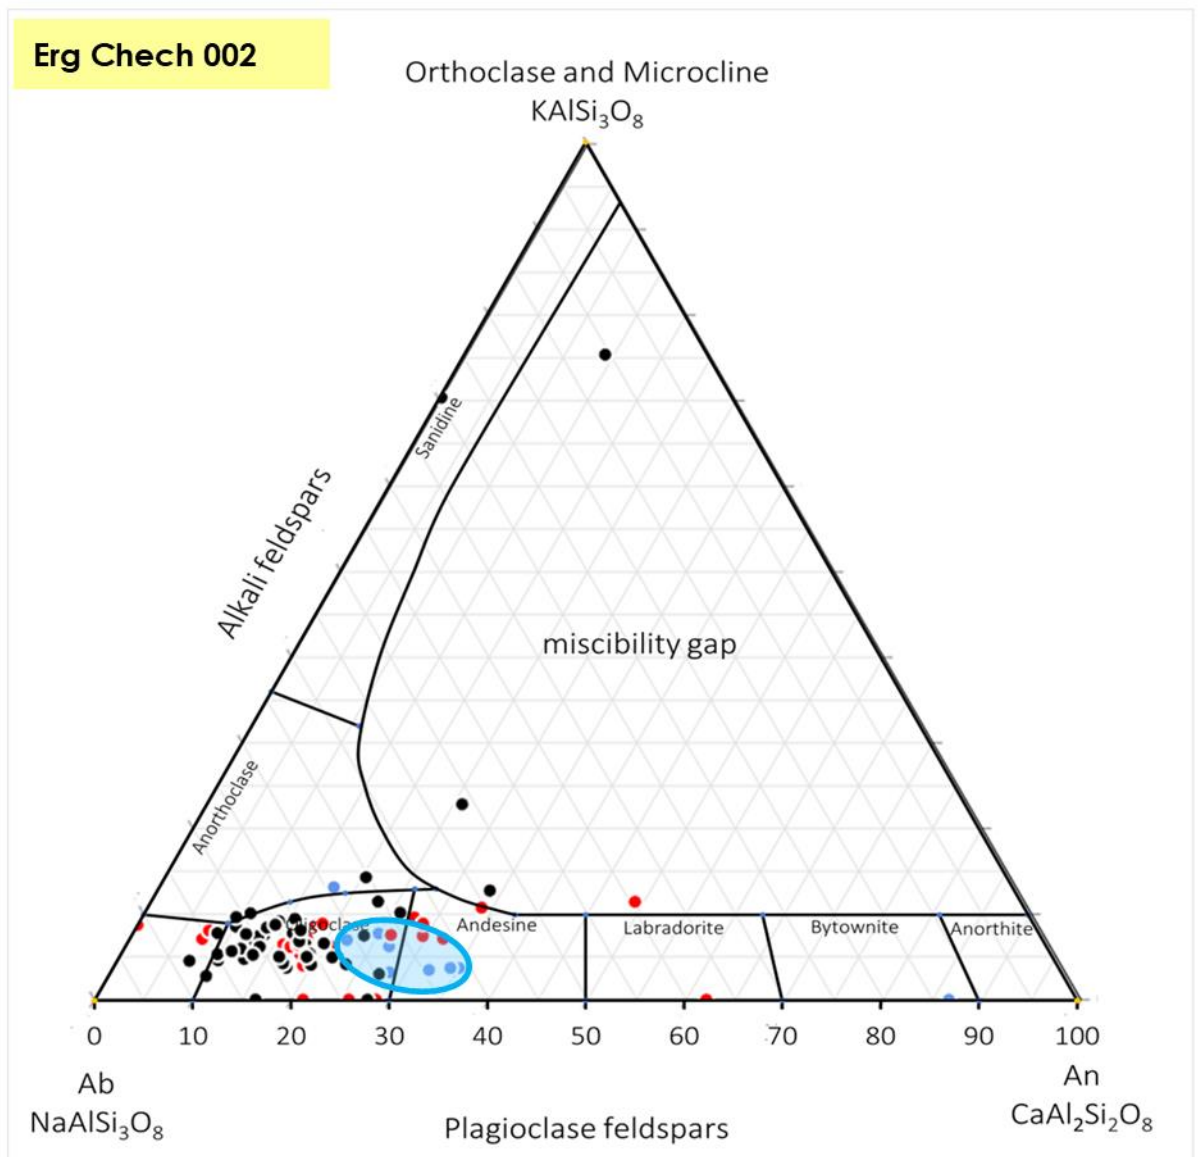 Erg Chech 002
Orthoclase and Microcline
KAlSi₃O₈
Sanidine
Alkali feldspars
miscibility gap
Anorthoclase
Oligoclase
Andesine
Labradorite
Bytownite
Anorthite
0 10 20 30 40 50 60 70 80 90 100
Ab
NaAlSi₃O₈
An
CaAl₂Si₂O₈
Plagioclase feldspars